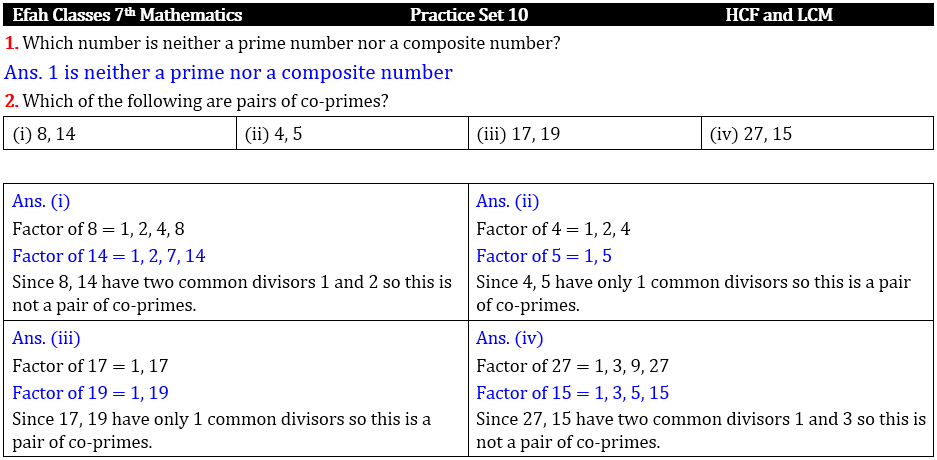 Efah Classes 7th Mathematics Practice Set 10 HCF and LCM
1. Which number is neither a prime number nor a composite number?
Ans. 1 is neither a prime nor a composite number
2. Which of the following are pairs of co-primes?
(i) 8, 14 (ii) 4, 5 (iii) 17, 19 (iv) 27, 15
Ans. (i)
Factor of 8 = 1, 2, 4, 8
Factor of 14 = 1, 2, 7, 14
Since 8, 14 have two common divisors 1 and 2 so this is
not a pair of co-primes.
Ans. (ii)
Factor of 4 = 1, 2, 4
Factor of 5 = 1, 5
Since 4, 5 have only 1 common divisors so this is a pair
of co-primes.
Ans. (iii)
Factor of 17 = 1, 17
Factor of 19 = 1, 19
Since 17, 19 have only 1 common divisors so this is a
pair of co-primes.
Ans. (iv)
Factor of 27 = 1, 3, 9, 27
Factor of 15 = 1, 3, 5, 15
Since 27, 15 have two common divisors 1 and 3 so this is
not a pair of co-primes.